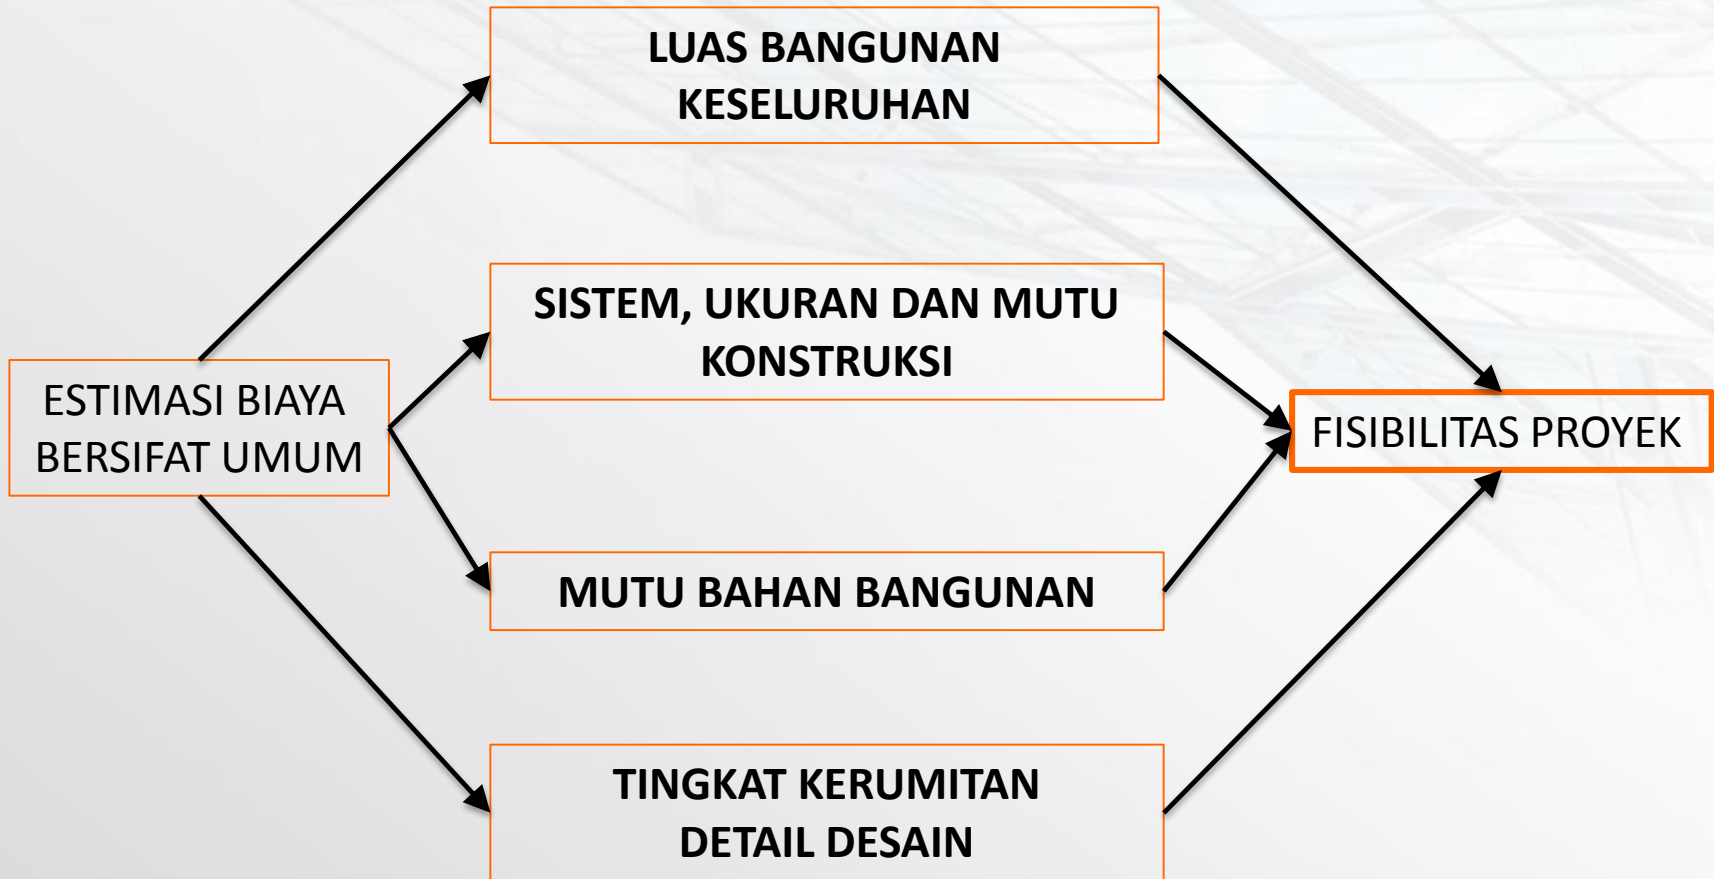 LUAS BANGUNAN
KESELURUHAN
SISTEM, UKURAN DAN MUTU
KONSTRUKSI
ESTIMASI BIAYA
BERSIFAT UMUM
FISIBILITAS PROYEK
MUTU BAHAN BANGUNAN
TINGKAT KERUMITAN
DETAIL DESAIN